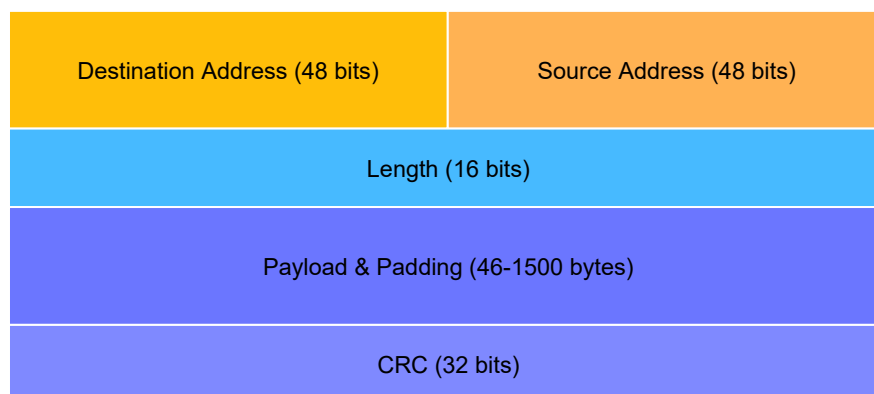 Destination Address (48 bits)
Source Address (48 bits)
Length (16 bits)
Payload & Padding (46-1500 bytes)
CRC (32 bits)